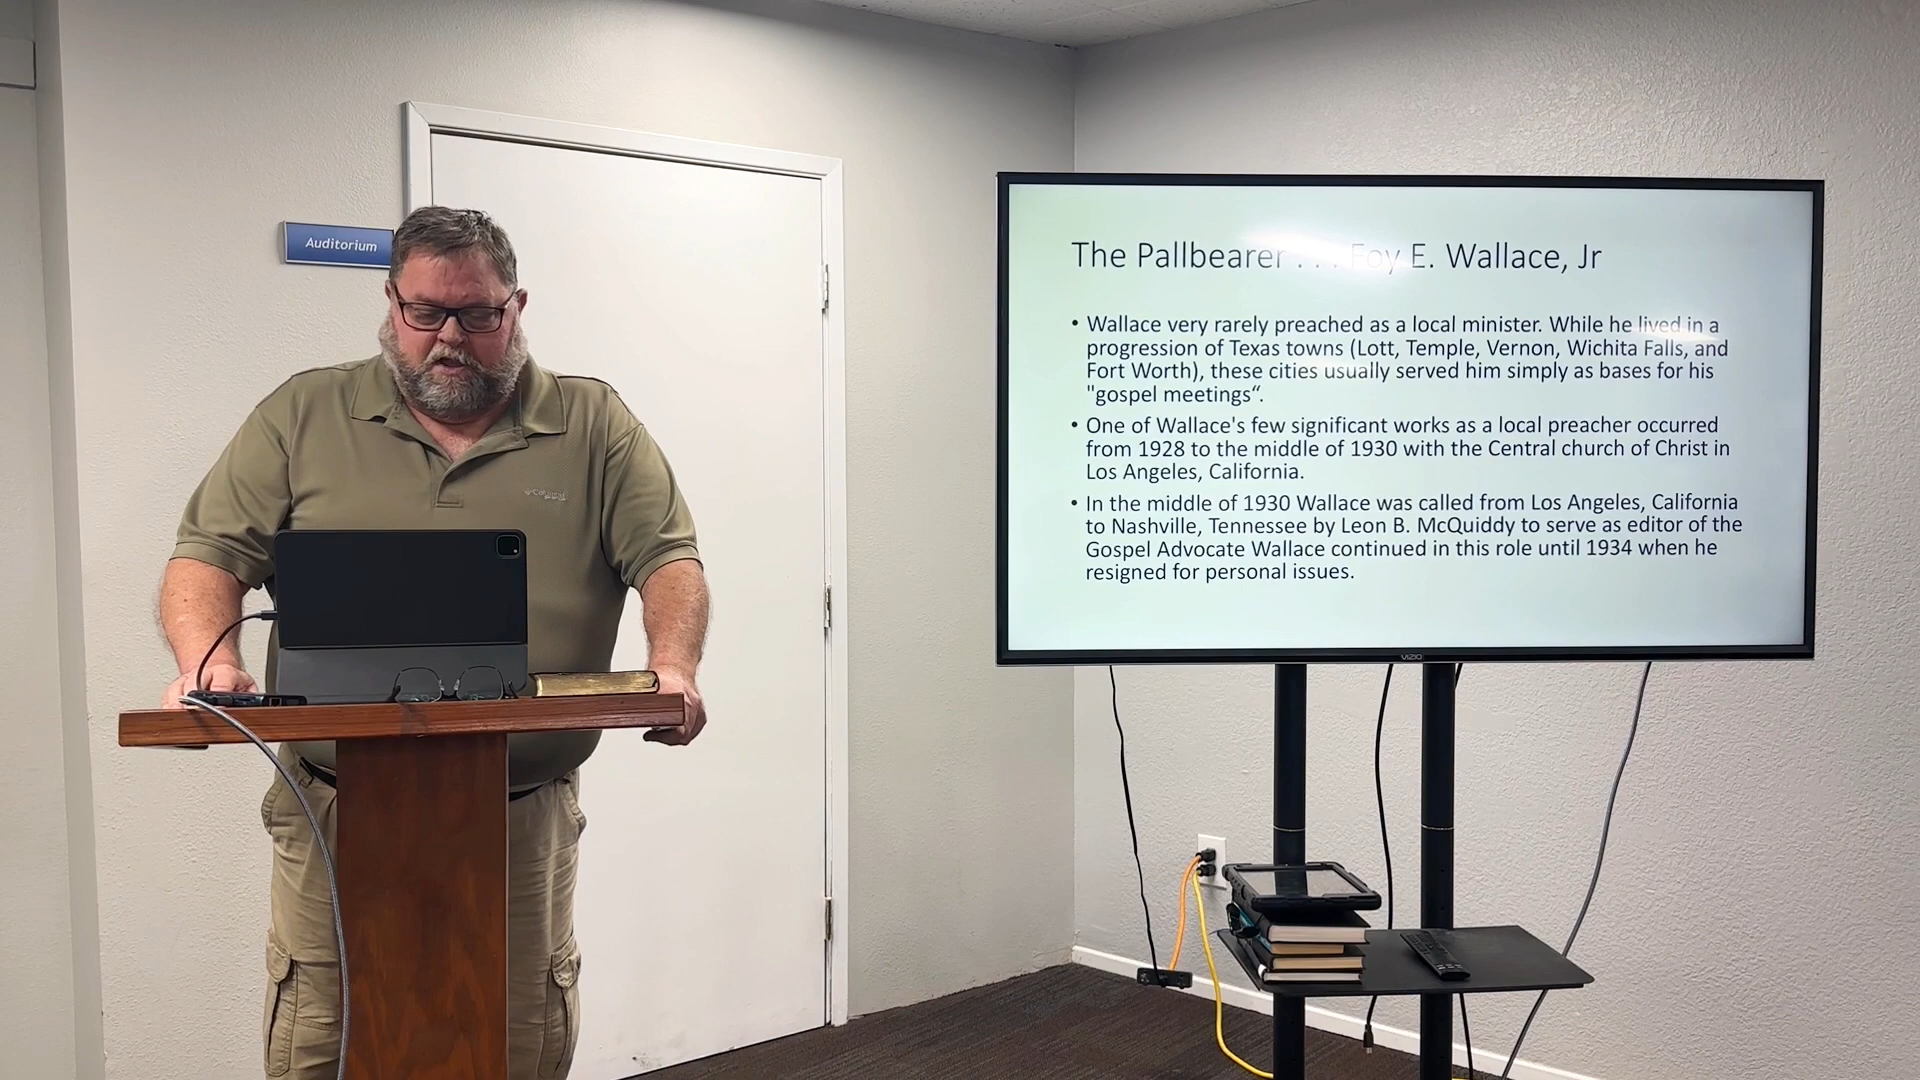 Auditorium
The Pallbearer . . . Foy E. Wallace, Jr
• Wallace very rarely preached as a local minister. While he lived in a
progression of Texas towns (Lott, Temple, Vernon, Wichita Falls, and
Fort Worth), these cities usually served him simply as bases for his
"gospel meetings“.
• One of Wallace's few significant works as a local preacher occurred
from 1928 to the middle of 1930 with the Central church of Christ in
Los Angeles, California.
• In the middle of 1930 Wallace was called from Los Angeles, California
to Nashville, Tennessee by Leon B. McQuiddy to serve as editor of the
Gospel Advocate Wallace continued in this role until 1934 when he
resigned for personal issues.
VIZIO
Columbia